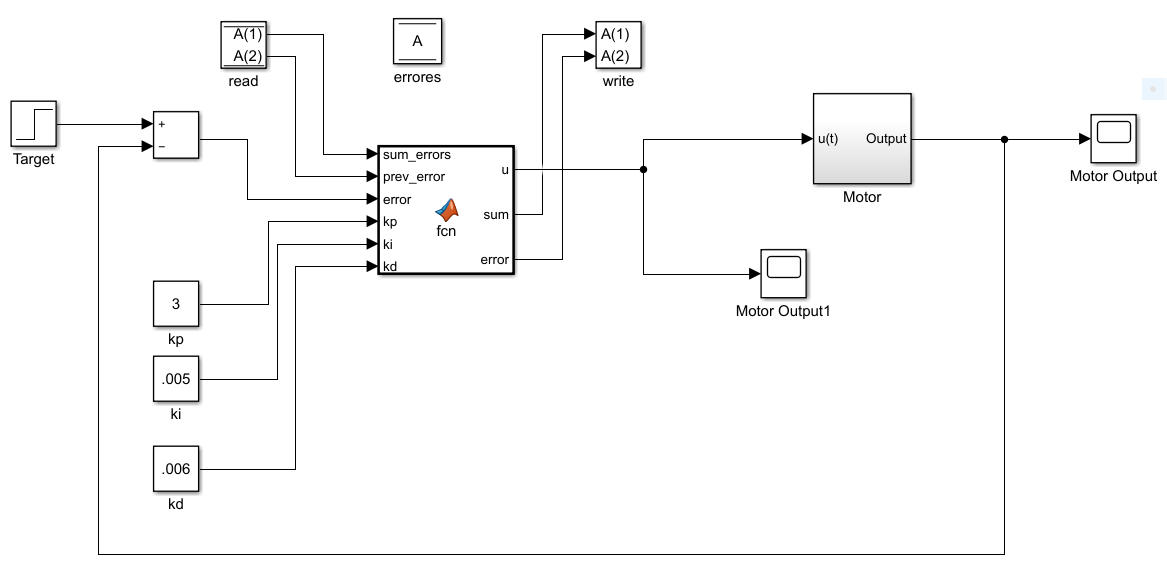 A(1)
A(2)
read
A
errores
A(1)
A(2)
write
Target
+
−
sum_errors
prev_error
error
kp
ki
kd
fcn
u
sum
error
u(t)
Output
Motor
Motor Output
Motor Output1
3
kp
.005
ki
.006
kd